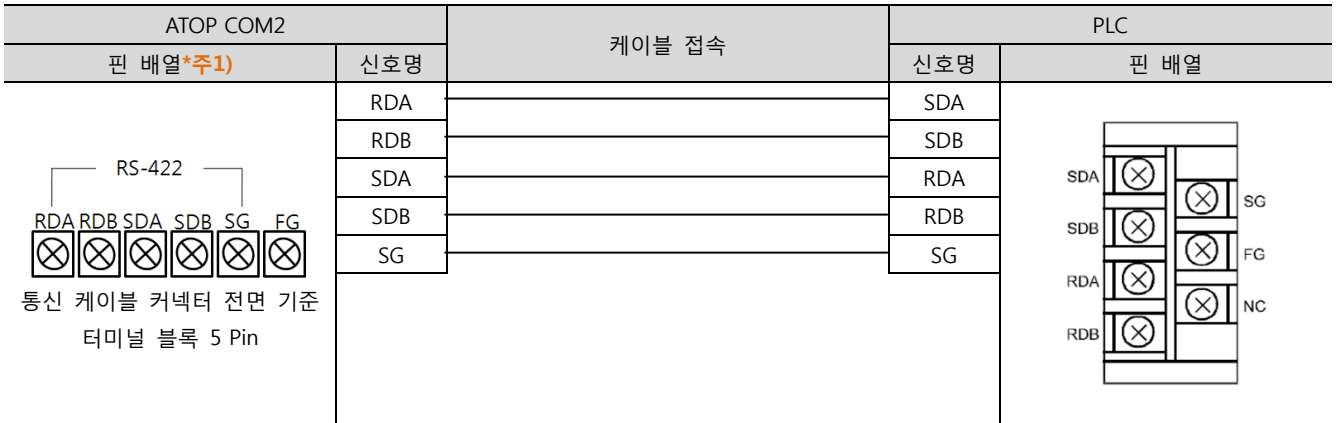 ATOP COM2 케이블 접속 PLC
핀 배열*주1) 신호명 신호명 핀 배열
RDA SDA
RDB SDB
SDA RDA
SDB RDB
SG SG
RS-422
RDA RDB SDA SDB SG FG
통신 케이블 커넥터 전면 기준
터미널 블록 5 Pin
SDA
SG
SDB
FG
RDA
NC
RDB